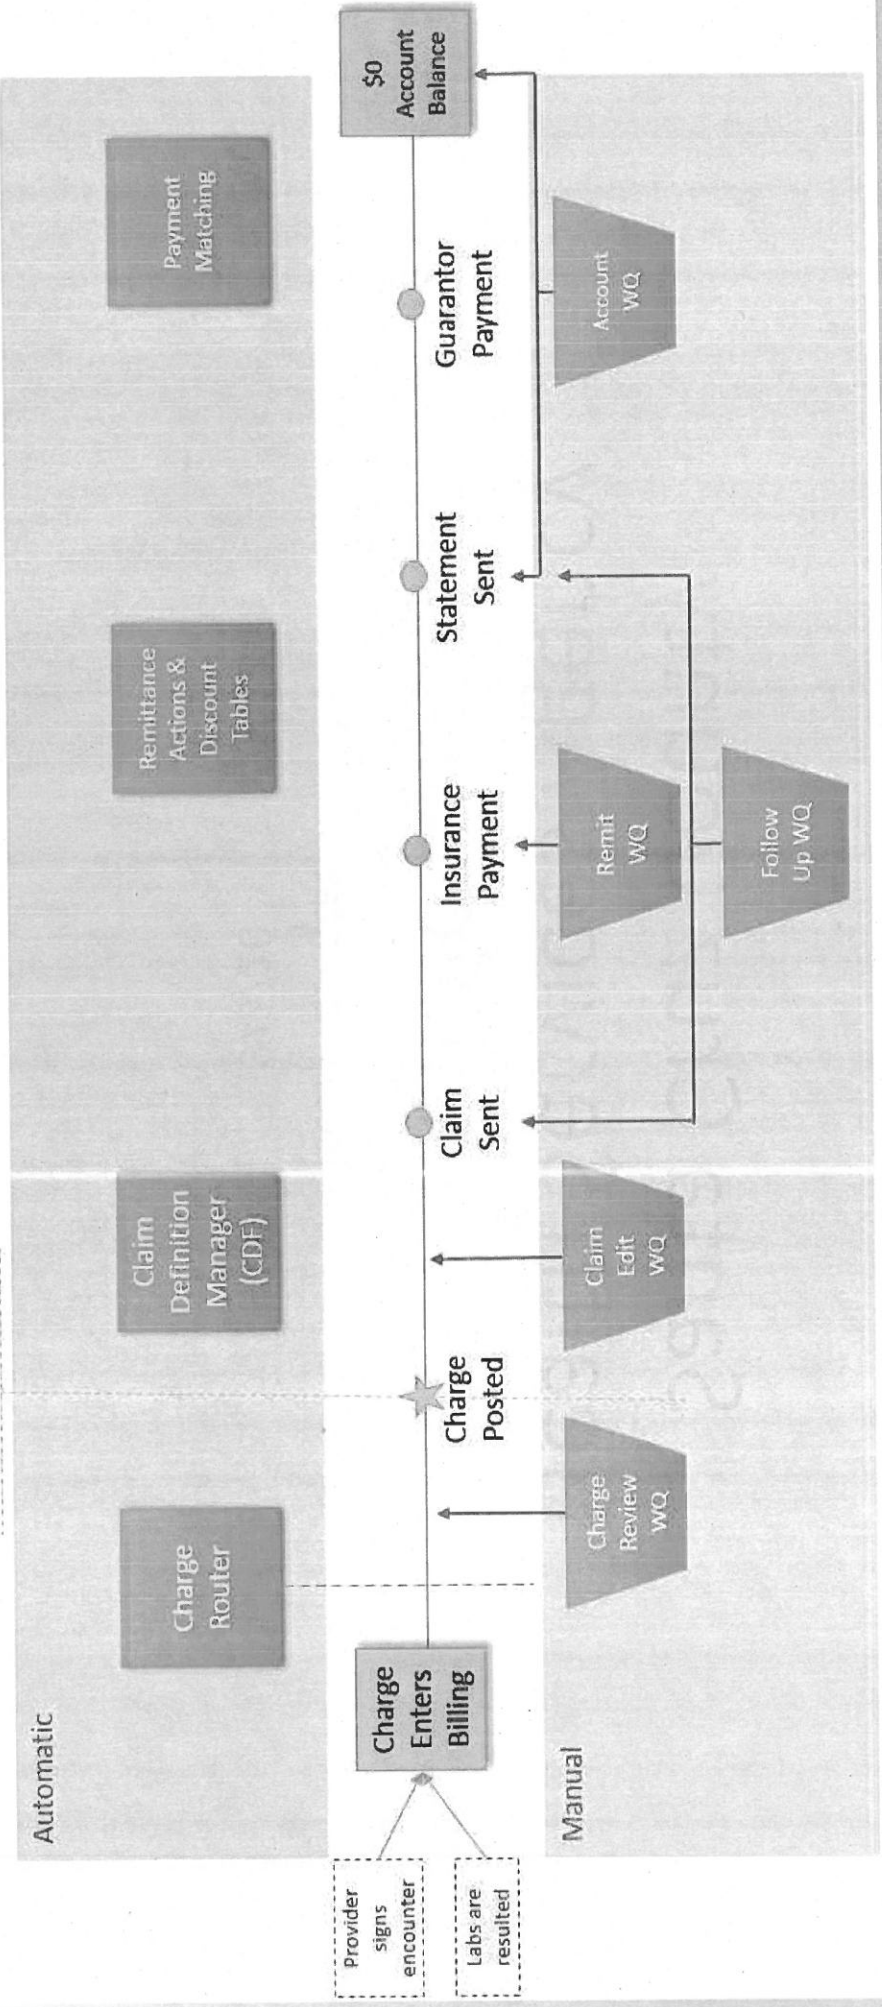 Automatic
Charge
Router
Claim
Definition
Manager
(CDF)
Remittance
Actions &
Discount
Tables
Payment
Matching
Provider
signs
encounter
Labs are
resulted
Charge
Enters
Billing
Charge
Posted
Claim
Sent
Insurance
Payment
Statement
Sent
Guarantor
Payment
$0
Account
Balance
Manual
Charge
Review
WQ
Claim
Edit
WQ
Remit
WQ
Follow
Up WQ
Account
WQ